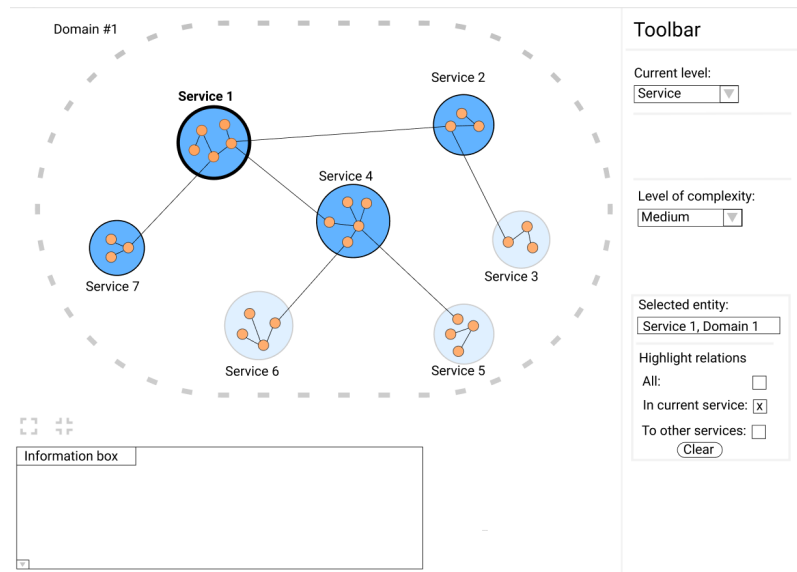 Domain #1
Service 1
Service 2
Service 4
Service 3
Service 7
Service 6
Service 5
Information box
Toolbar
Current level:
Service
Level of complexity:
Medium
Selected entity:
Service 1, Domain 1
Highlight relations
All:
In current service: x
To other services:
Clear